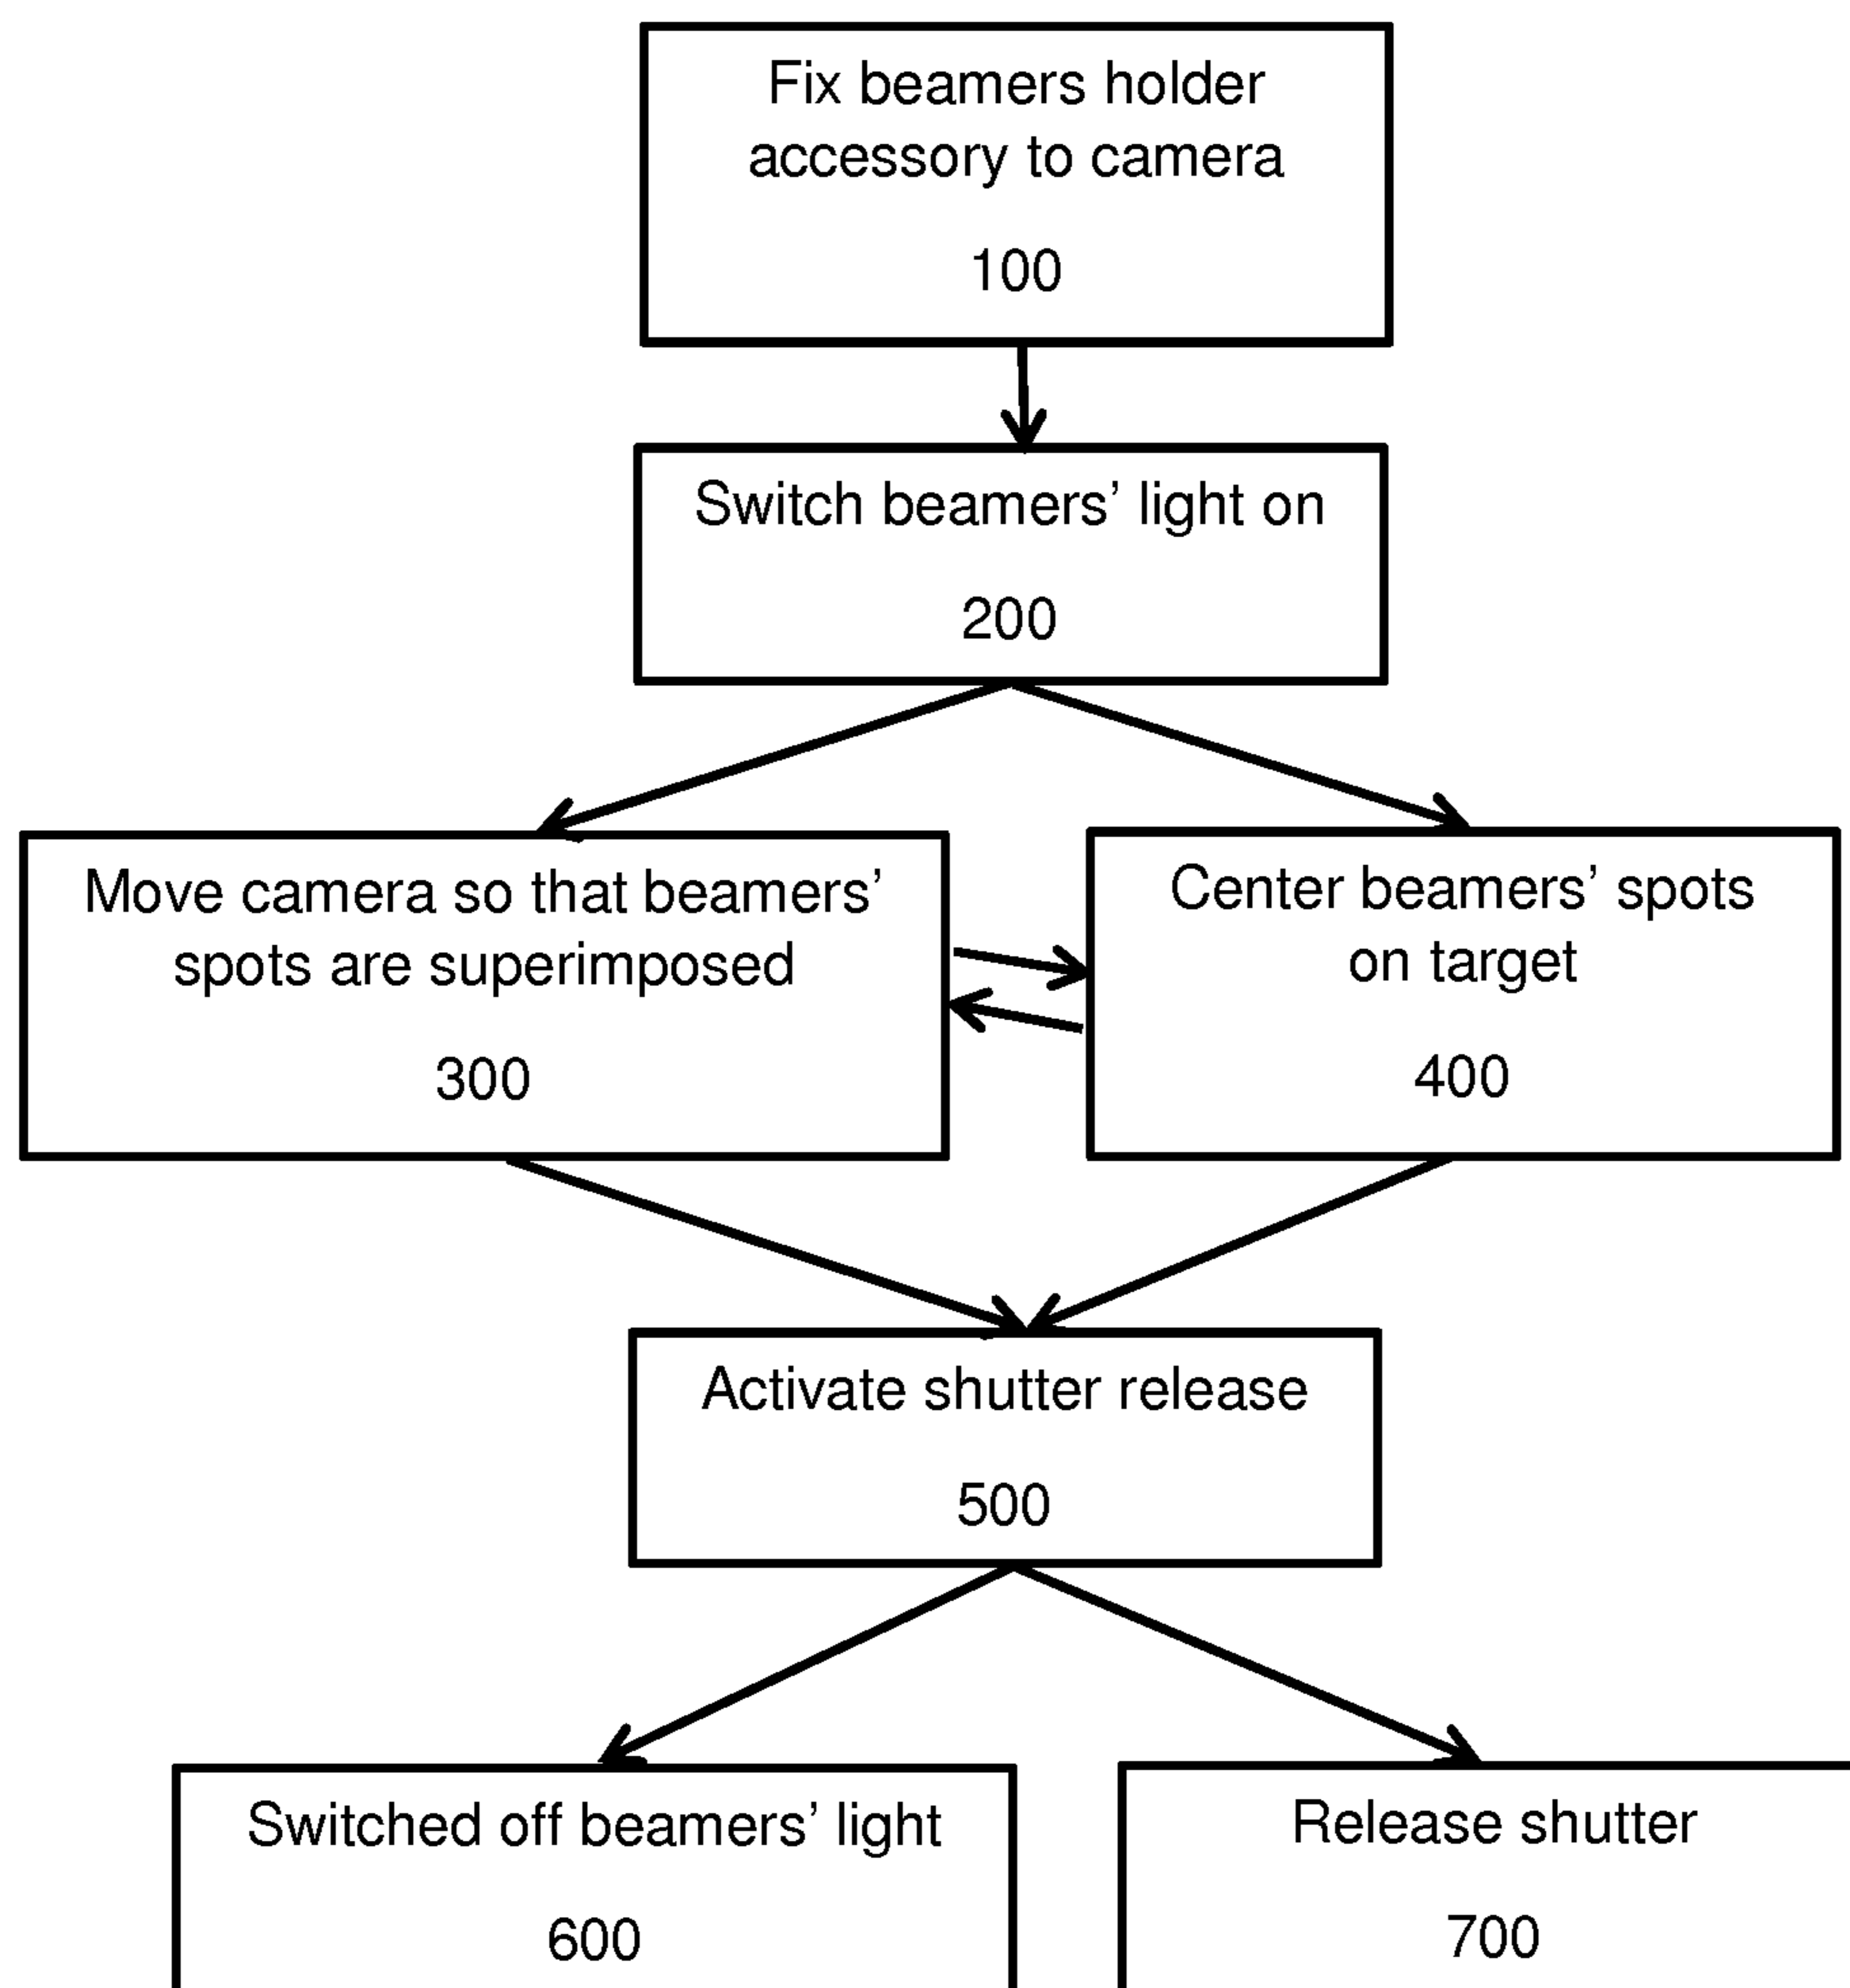 Fix beamers holder
accessory to camera
100
Switch beamers’ light on
200
Move camera so that beamers’
spots are superimposed
300
Center beamers’ spots
on target
400
Activate shutter release
500
Switched off beamers’ light
600
Release shutter
700